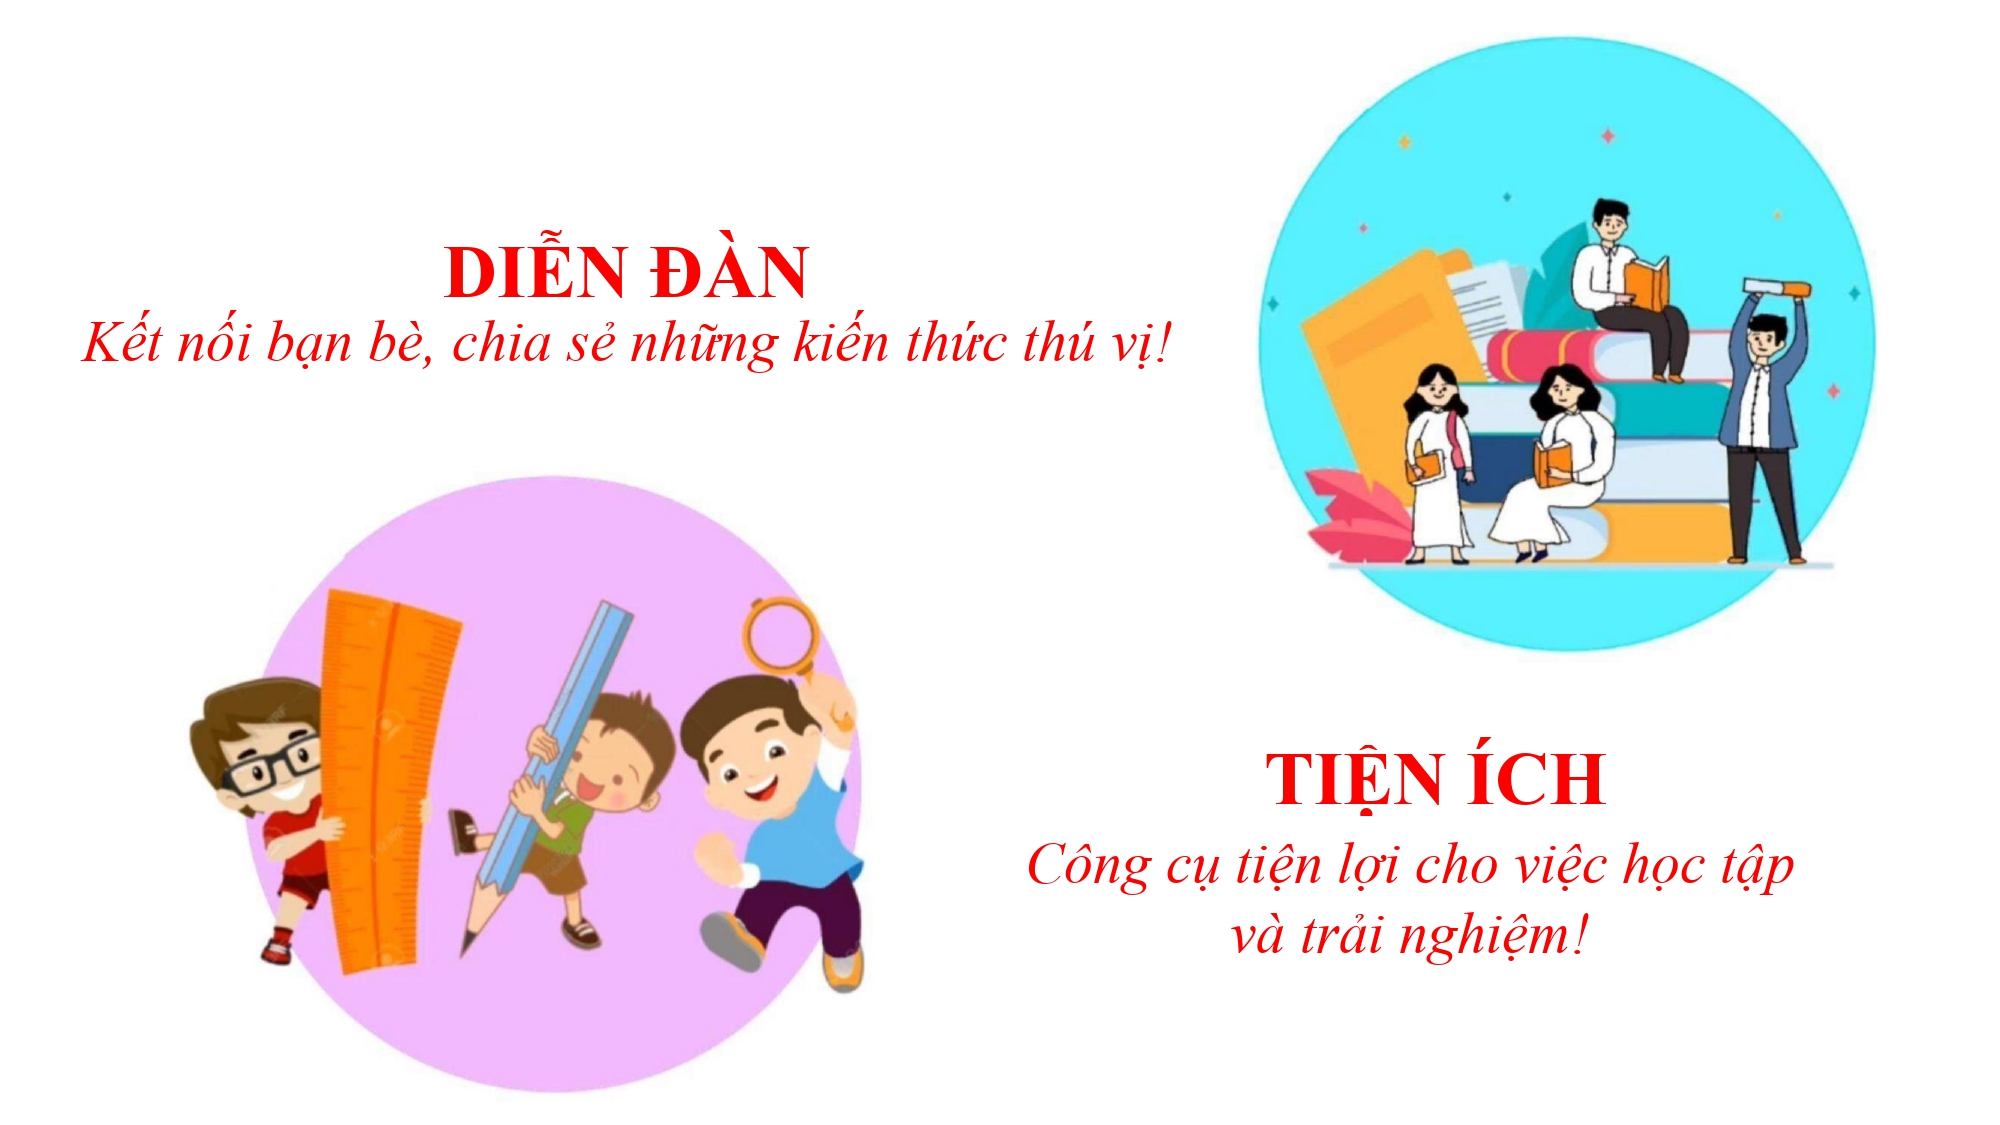 DIỄN ĐÀN
Kết nối bạn bè, chia sẻ những kiến thức thú vị!
TIỆN ÍCH
Công cụ tiện lợi cho việc học tập
và trải nghiệm!